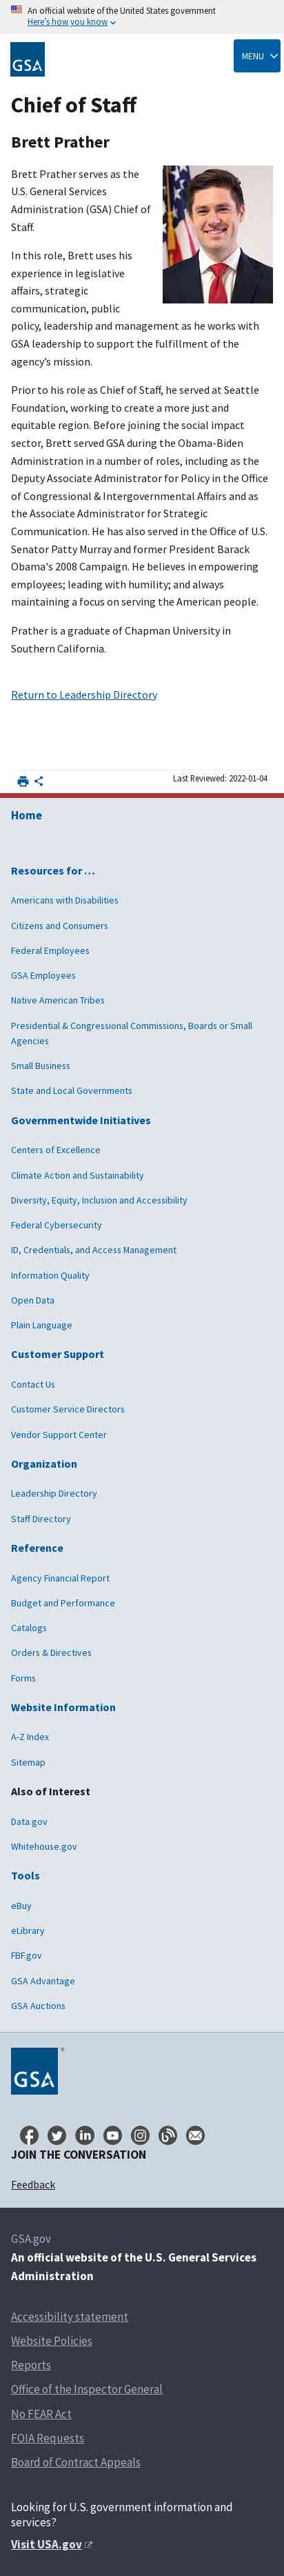 An official website of the United States government
Here's how you know
GSA
MENU
Chief of Staff
Brett Prather
Brett Prather serves as the
U.S. General Services
Administration (GSA) Chief of
Staff.
In this role, Brett uses his
experience in legislative
affairs, strategic
communication, public
policy, leadership and management as he works with
GSA leadership to support the fulfillment of the
agency's mission.
Prior to his role as Chief of Staff, he served at Seattle
Foundation, working to create a more just and
equitable region. Before joining the social impact
sector, Brett served GSA during the Obama-Biden
Administration in a number of roles, including as the
Deputy Associate Administrator for Policy in the Office
of Congressional & Intergovernmental Affairs and as
the Associate Administrator for Strategic
Communication. He has also served in the Office of U.S.
Senator Patty Murray and former President Barack
Obama's 2008 Campaign. He believes in empowering
employees; leading with humility; and always
maintaining a focus on serving the American people.
Prather is a graduate of Chapman University in
Southern California.
Return to Leadership Directory
Last Reviewed: 2022-01-04
Home
Resources for …
Americans with Disabilities
Citizens and Consumers
Federal Employees
GSA Employees
Native American Tribes
Presidential & Congressional Commissions, Boards or Small
Agencies
Small Business
State and Local Governments
Governmentwide Initiatives
Centers of Excellence
Climate Action and Sustainability
Diversity, Equity, Inclusion and Accessibility
Federal Cybersecurity
ID, Credentials, and Access Management
Information Quality
Open Data
Plain Language
Customer Support
Contact Us
Customer Service Directors
Vendor Support Center
Organization
Leadership Directory
Staff Directory
Reference
Agency Financial Report
Budget and Performance
Catalogs
Orders & Directives
Forms
Website Information
A-Z Index
Sitemap
Also of Interest
Data.gov
Whitehouse.gov
Tools
eBuy
eLibrary
FBF.gov
GSA Advantage
GSA Auctions
GSA
JOIN THE CONVERSATION
Feedback
GSA.gov
An official website of the U.S. General Services
Administration
Accessibility statement
Website Policies
Reports
Office of the Inspector General
No FEAR Act
FOIA Requests
Board of Contract Appeals
Looking for U.S. government information and
services?
Visit USA.gov